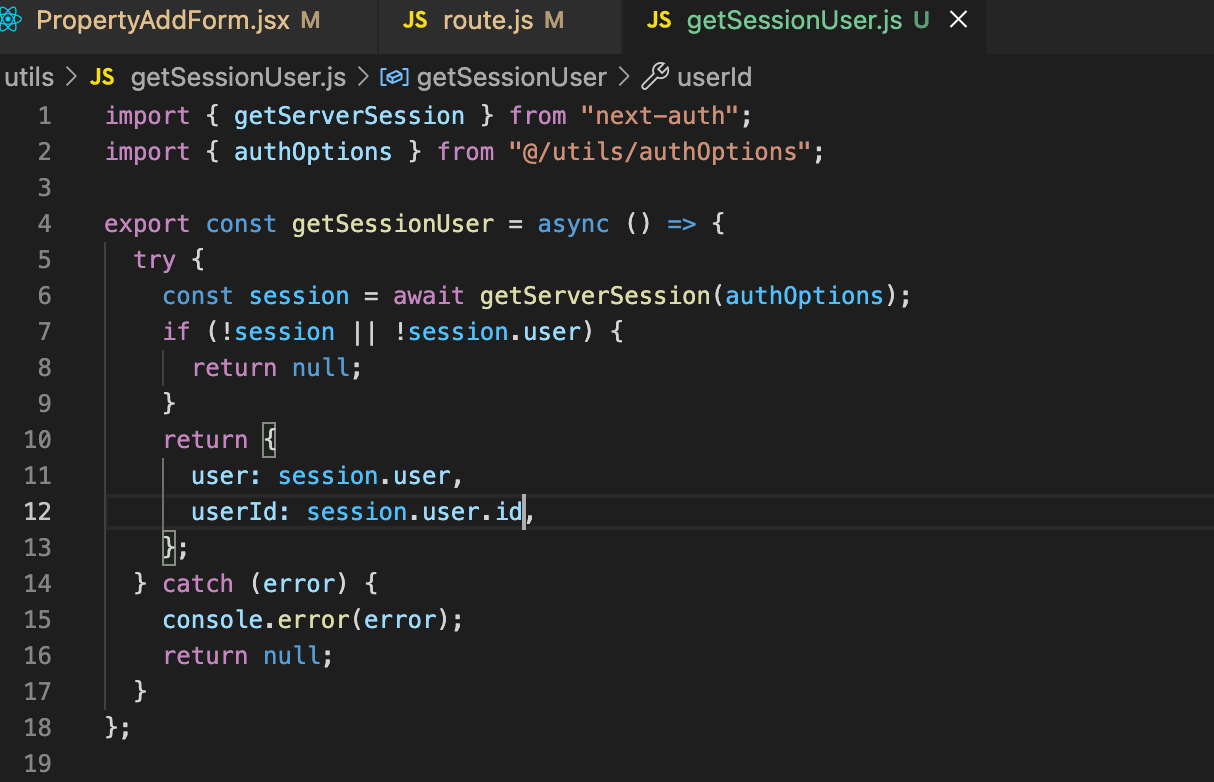 PropertyAddForm.jsx M JS route.js M JS getSessionUser.js U
utils > JS getSessionUser.js > getSessionUser > userId
1 import { getServerSession } from "next-auth";
2 import { authOptions } from "@/utils/authOptions";
3
4 export const getSessionUser = async () => {
5   try {
6     const session = await getServerSession(authOptions);
7     if (!session || !session.user) {
8       return null;
9     }
10     return {
11       user: session.user,
12       userId: session.user.id,
13     };
14   } catch (error) {
15     console.error(error);
16     return null;
17   }
18 };
19